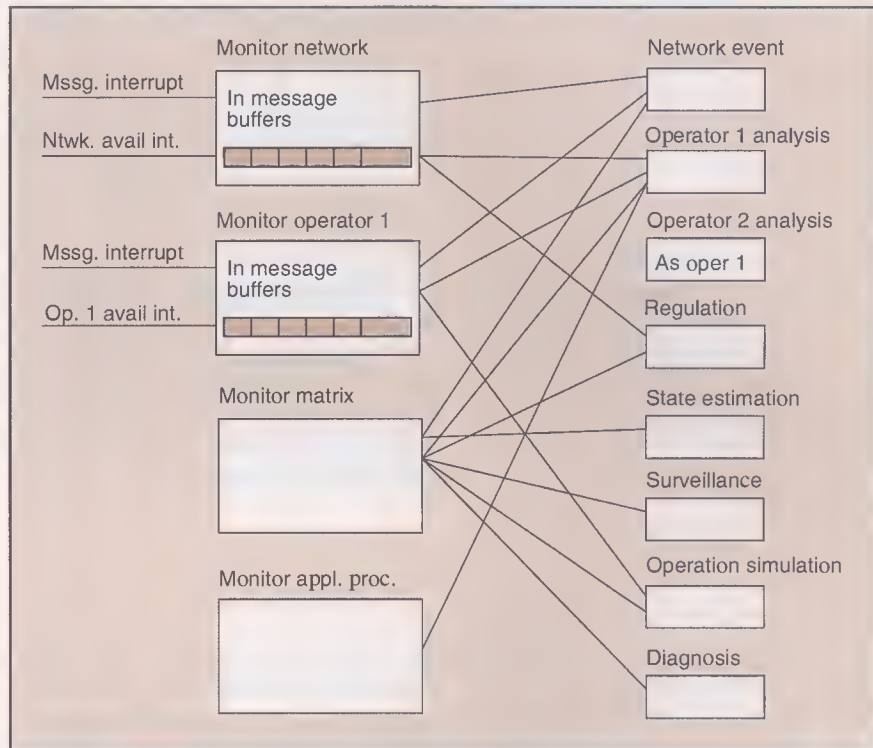 Monitor network
Mssg. interrupt
In message
buffers
Ntwk. avail int.
Monitor operator 1
Mssg. interrupt
In message
buffers
Op. 1 avail int.
Monitor matrix
Monitor appl. proc.
Network event
Operator 1 analysis
Operator 2 analysis
As oper 1
Regulation
State estimation
Surveillance
Operation simulation
Diagnosis